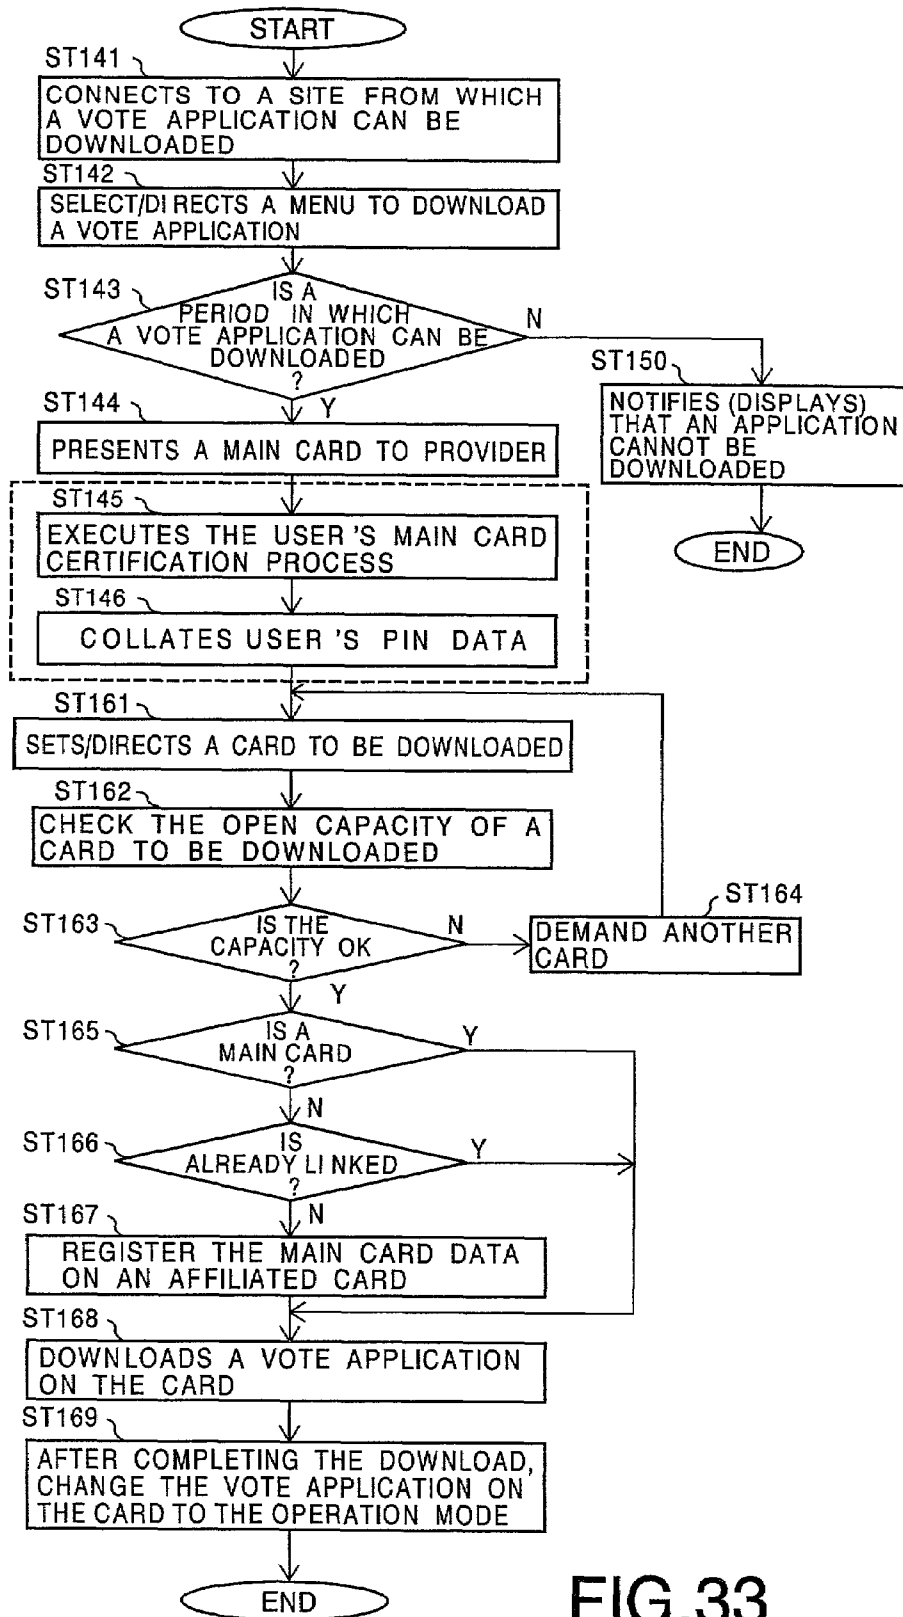 START
ST141
CONNECTS TO A SITE FROM WHICH
A VOTE APPLICATION CAN BE
DOWNLOADED
ST142
SELECT/DIRECTS A MENU TO DOWNLOAD
A VOTE APPLICATION
ST143
IS A
PERIOD IN WHICH
A VOTE APPLICATION CAN BE
DOWNLOADED
?
N
Y
ST150
NOTIFIES (DISPLAYS)
THAT AN APPLICATION
CANNOT BE
DOWNLOADED
END
ST144
PRESENTS A MAIN CARD TO PROVIDER
ST145
EXECUTES THE USER'S MAIN CARD
CERTIFICATION PROCESS
ST146
COLLATES USER'S PIN DATA
ST161
SETS/DIRECTS A CARD TO BE DOWNLOADED
ST162
CHECK THE OPEN CAPACITY OF A
CARD TO BE DOWNLOADED
ST163
IS THE
CAPACITY OK
?
N
Y
ST164
DEMAND ANOTHER
CARD
ST165
IS A
MAIN CARD
?
Y
N
ST166
IS
ALREADY LINKED
?
Y
N
ST167
REGISTER THE MAIN CARD DATA
ON AN AFFILIATED CARD
ST168
DOWNLOADS A VOTE APPLICATION
ON THE CARD
ST169
AFTER COMPLETING THE DOWNLOAD,
CHANGE THE VOTE APPLICATION ON
THE CARD TO THE OPERATION MODE
END
FIG.33